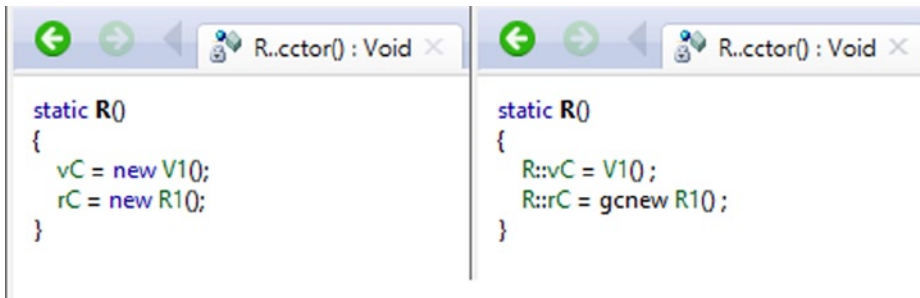 R..cctor() : Void
static R()
{
vC = new V1();
rC = new R1();
}
R..cctor() : Void
static R()
{
R::vC = V1() ;
R::rC = gcnew R1() ;
}